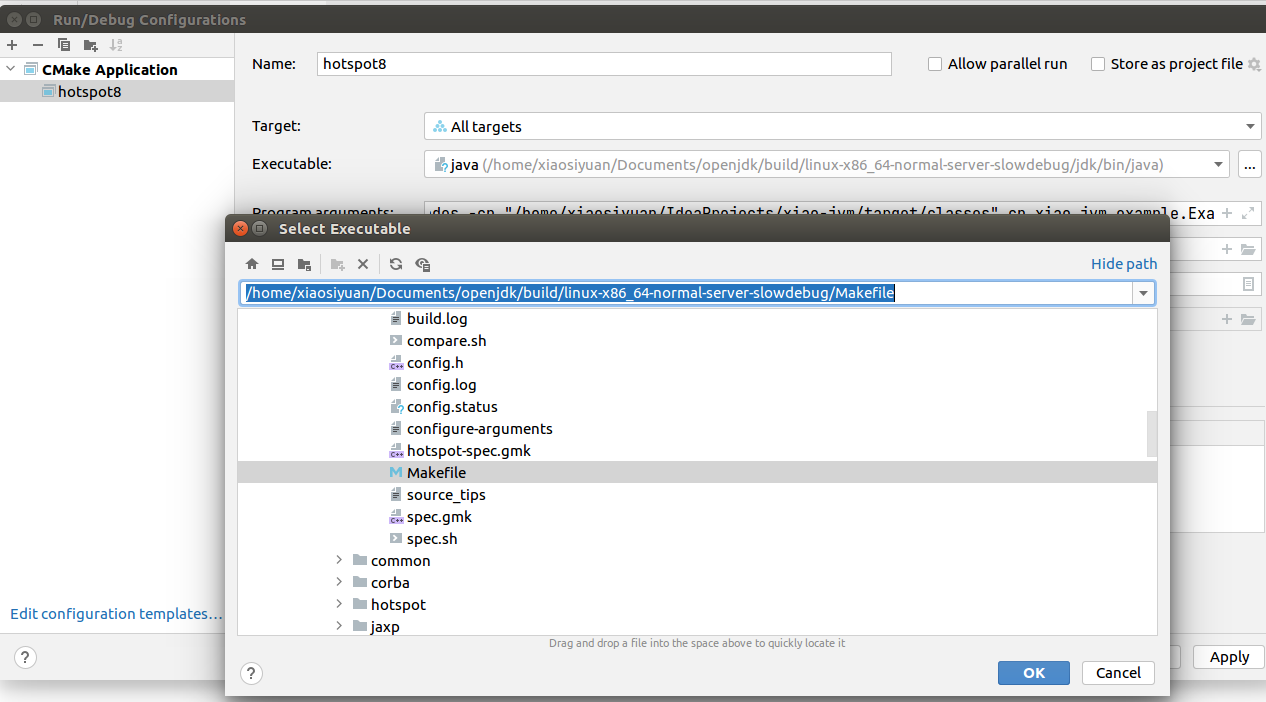 Run/Debug Configurations
CMake Application
hotspot8
Name:
hotspot8
Allow parallel run
Store as project file
Target:
All targets
Executable:
java (/home/xiaosiyuan/Documents/openjdk/build/linux-x86_64-normal-server-slowdebug/jdk/bin/java)
...
Program arguments:
-cp "/home/xiaosiyuan/IdeaProjects/xiao-jvm/target/classes" cn.xiao.jvm.example.Exa
Select Executable
Hide path
/home/xiaosiyuan/Documents/openjdk/build/linux-x86_64-normal-server-slowdebug/Makefile
build.log
compare.sh
config.h
config.log
config.status
configure-arguments
hotspot-spec.gmk
Makefile
source_tips
spec.gmk
spec.sh
common
corba
hotspot
jaxp
Drag and drop a file into the space above to quickly locate it
Edit configuration templates...
?
?
OK
Cancel
Apply